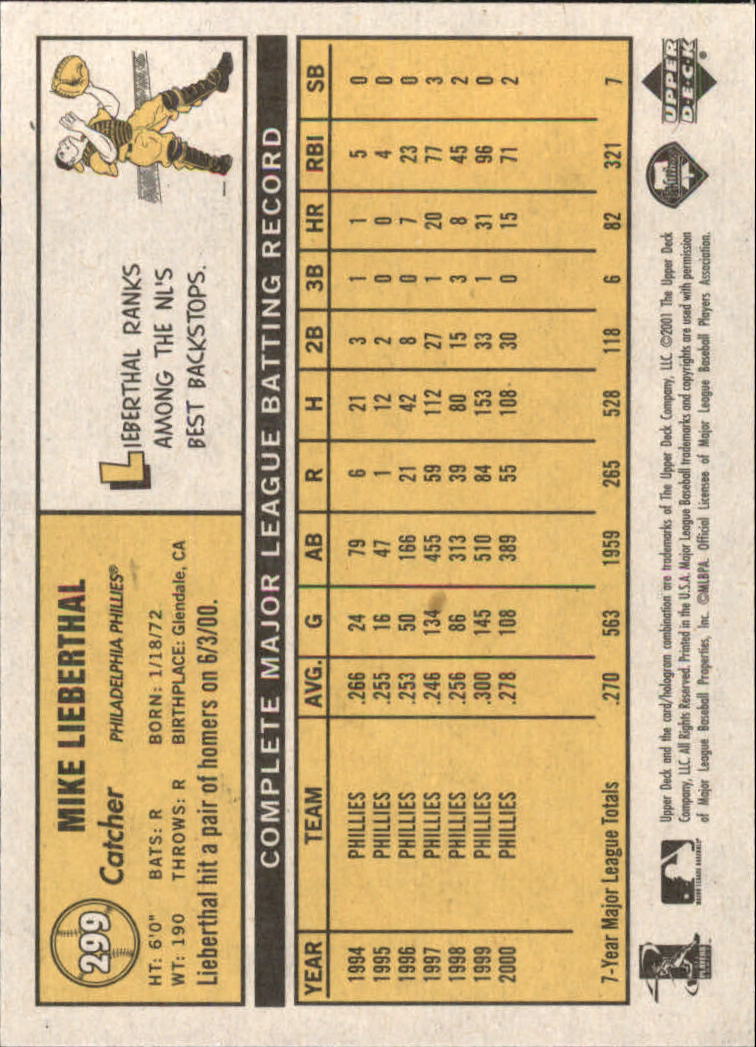 299
MIKE LIEBERTHAL
Catcher PHILADELPHIA PHILLIES®
HT: 6'0" BATS: R BORN: 1/18/72
WT: 190 THROWS: R BIRTHPLACE: Glendale, CA
Lieberthal hit a pair of homers on 6/3/00.
LIEBERTHAL RANKS
AMONG THE NL'S
BEST BACKSTOPS.
COMPLETE MAJOR LEAGUE BATTING RECORD
YEAR TEAM AVG. G AB R H 2B 3B HR RBI SB
1994 PHILLIES .266 24 79 6 21 3 1 1 5 0
1995 PHILLIES .255 16 47 1 12 2 0 0 4 0
1996 PHILLIES .253 50 166 21 42 8 0 7 23 0
1997 PHILLIES .246 134 455 59 112 27 1 20 77 3
1998 PHILLIES .256 86 313 39 80 15 3 8 45 2
1999 PHILLIES .300 145 510 84 153 33 1 31 96 0
2000 PHILLIES .278 108 389 55 108 30 0 15 71 2
7-Year Major League Totals .270 563 1959 265 528 118 6 82 321 7
PLAYERS
MAJOR LEAGUE BASEBALL
Upper Deck and the card/hologram combination are trademarks of The Upper Deck Company, LLC. ©2001 The Upper Deck
Company, LLC. All Rights Reserved. Printed in the U.S.A. Major League Baseball trademarks and copyrights are used with permission
of Major League Baseball Properties, Inc. ©MLBPA. Official Licensee of Major League Baseball Players Association.
Phillies
UPPER
DECK®